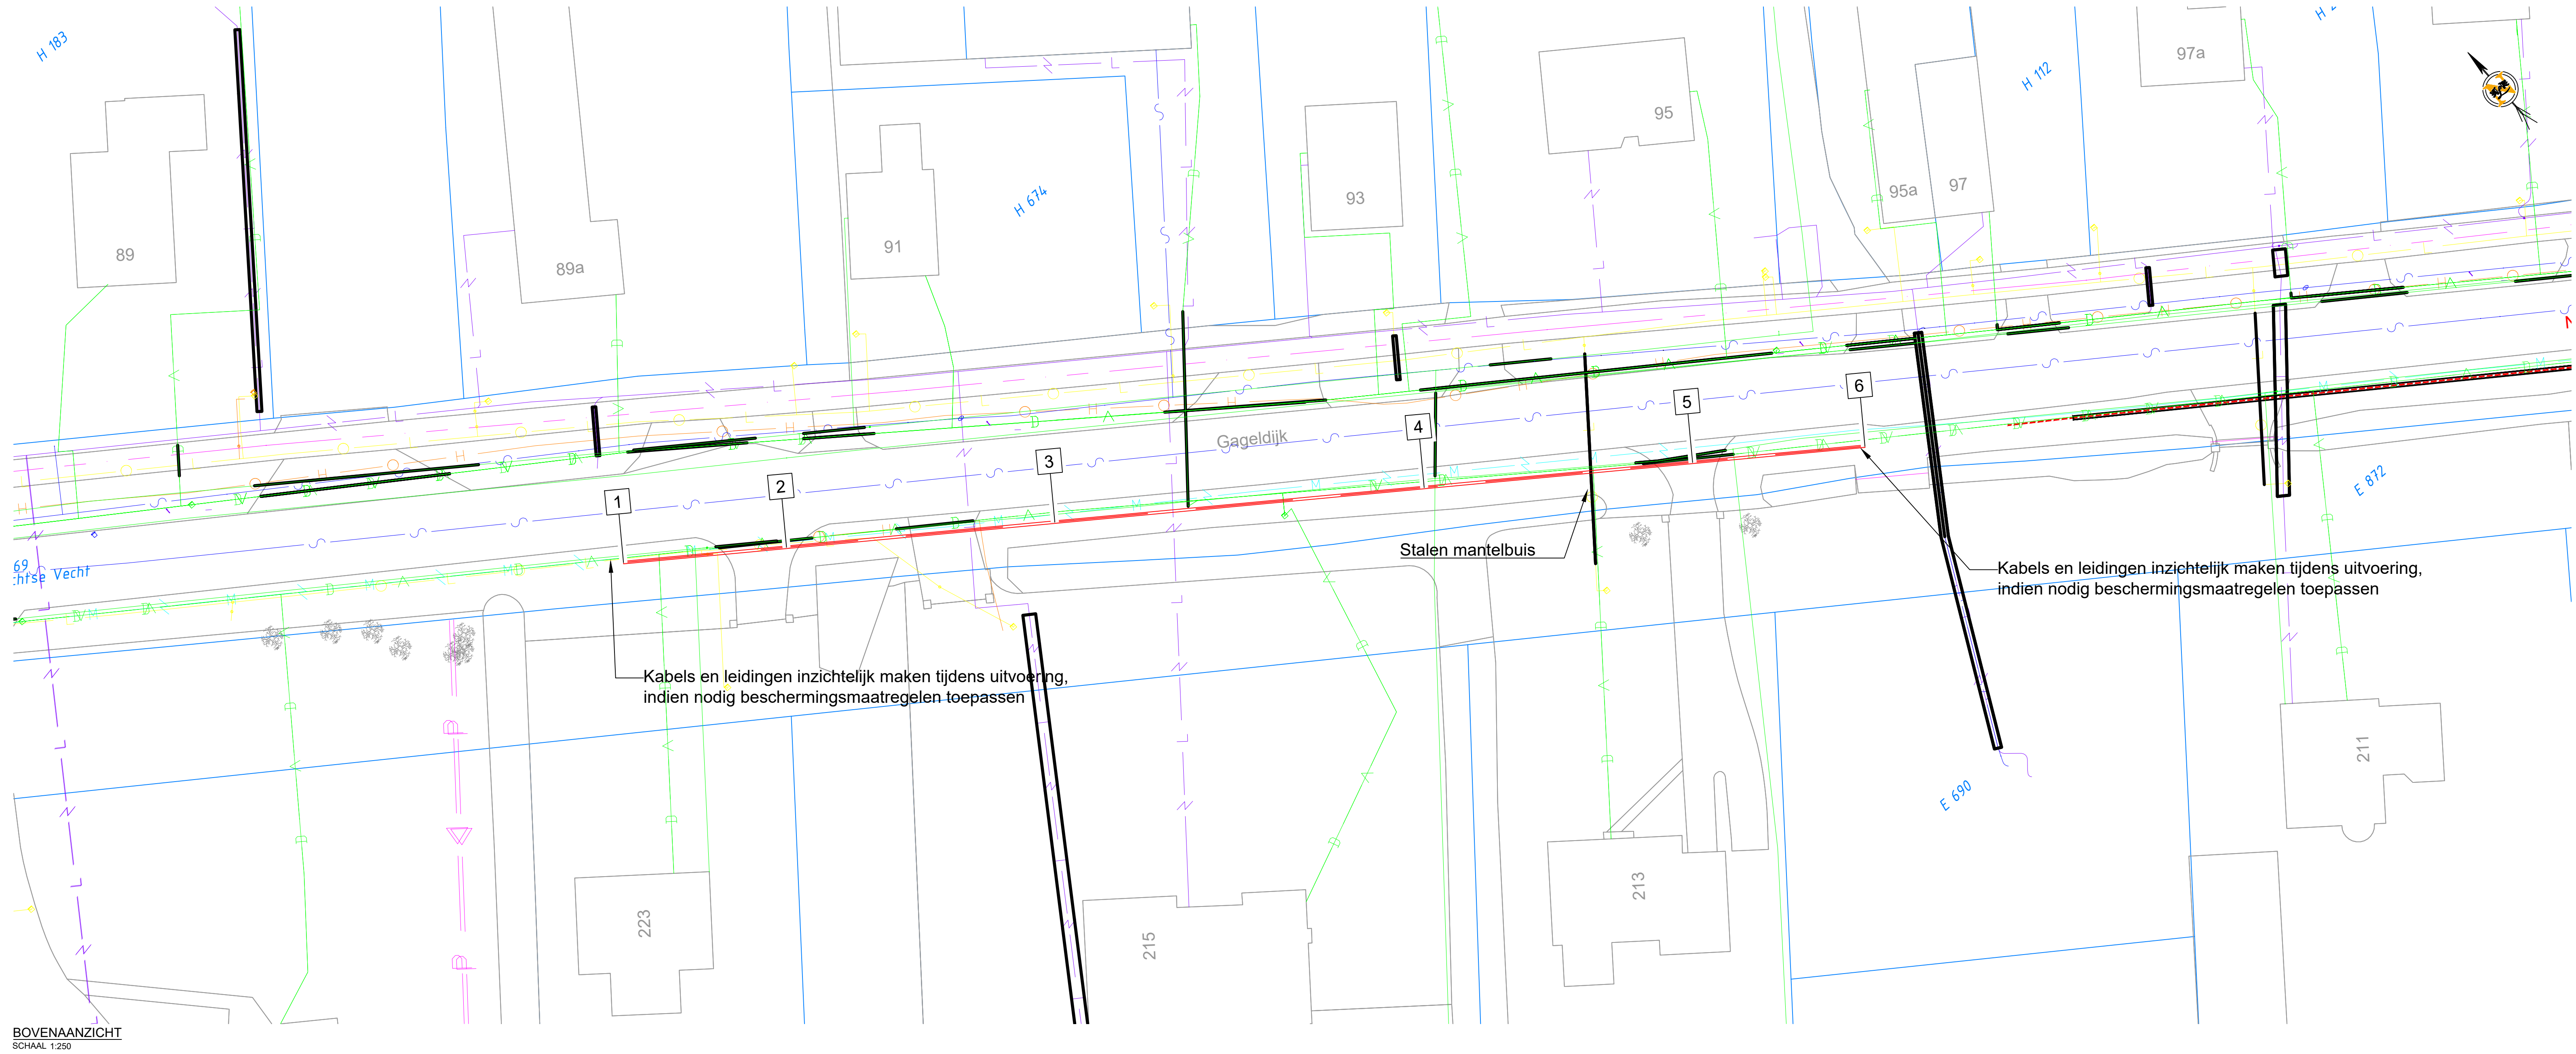 H 183
97a
H 112
95
89
89a
91
H 674
93
95a
97
1
2
3
4
5
6
Gageldijk
Stalen mantelbuis
69
chtse Vecht
E 872
Kabels en leidingen inzichtelijk maken tijdens uitvoering,
indien nodig beschermingsmaatregelen toepassen
Kabels en leidingen inzichtelijk maken tijdens uitvoering,
indien nodig beschermingsmaatregelen toepassen
E 690
211
213
215
223
BOVENAANZICHT
SCHAAL 1:250